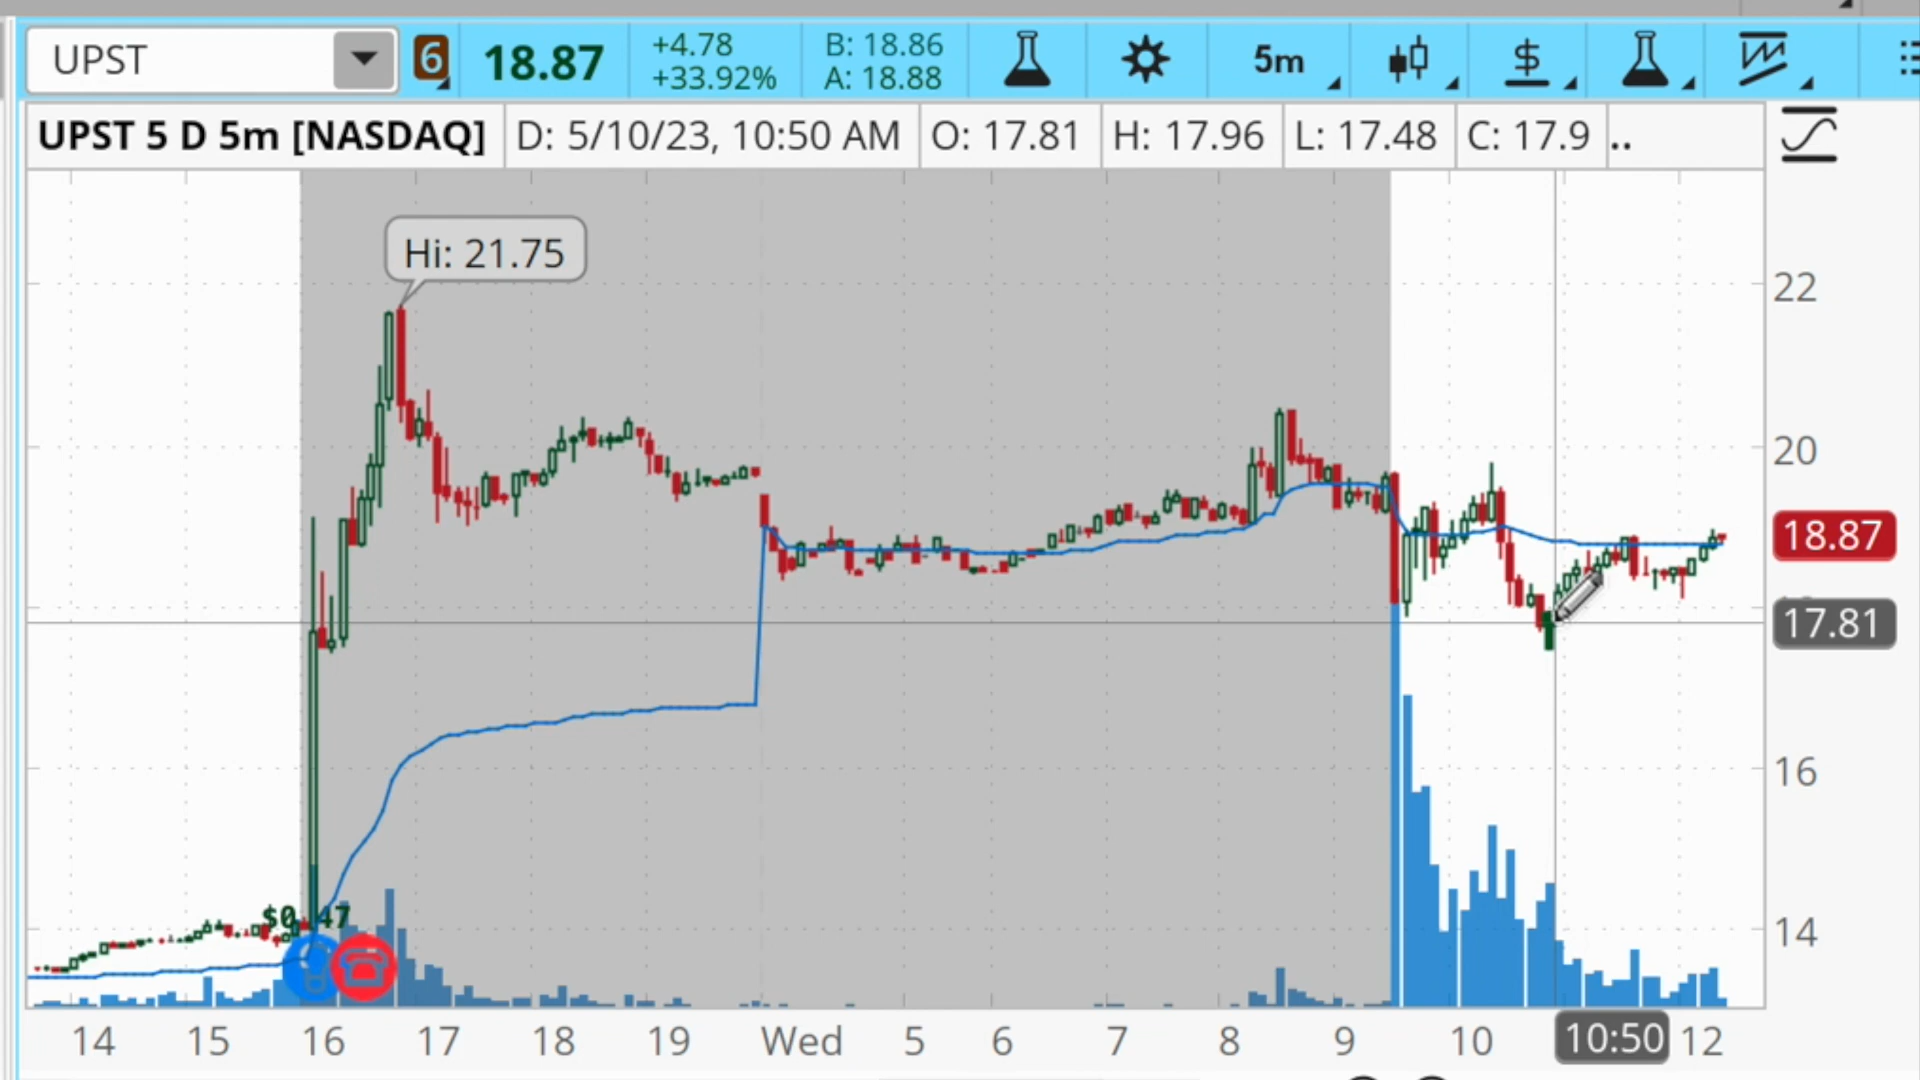 UPST 6 18.87 +4.78 B: 18.86 5m $
+33.92% A: 18.88
UPST 5 D 5m [NASDAQ] D: 5/10/23, 10:50 AM O: 17.81 H: 17.96 L: 17.48 C: 17.9 ..
Hi: 21.75
22
20
18.87
17.81
16
14
14 15 16 17 18 19 Wed 5 6 7 8 9 10 10:50 12